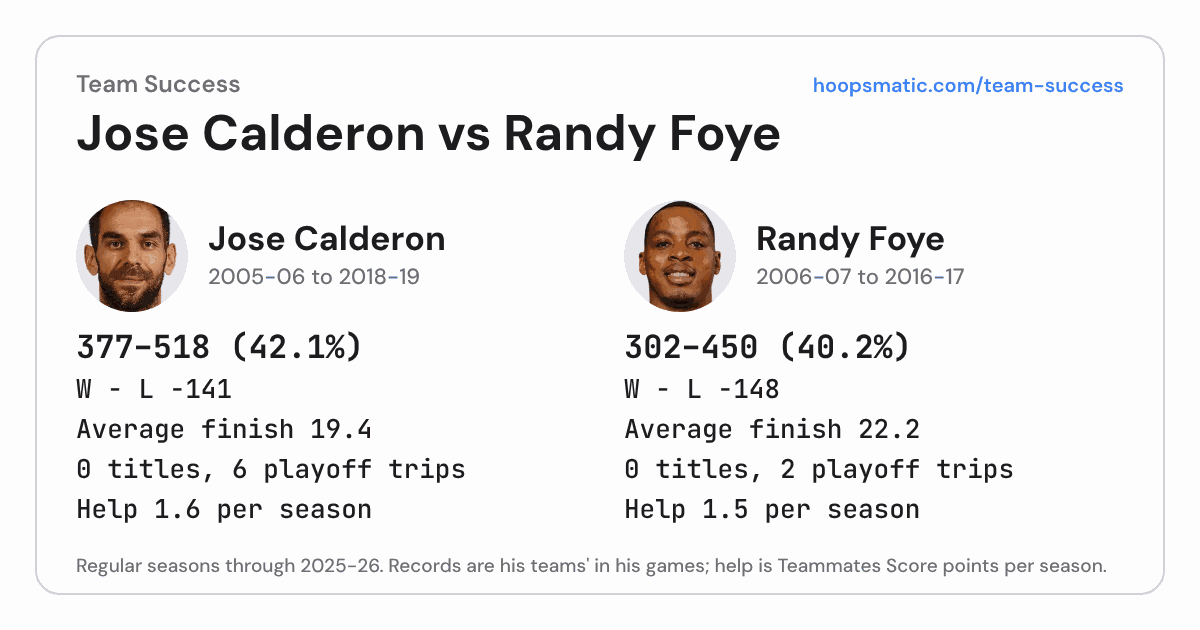 Team Success
hoopsmatic.com/team-success
Jose Calderon vs Randy Foye
Jose Calderon
2005-06 to 2018-19
377-518 (42.1%)
W - L -141
Average finish 19.4
0 titles, 6 playoff trips
Help 1.6 per season
Randy Foye
2006-07 to 2016-17
302-450 (40.2%)
W - L -148
Average finish 22.2
0 titles, 2 playoff trips
Help 1.5 per season
Regular seasons through 2025-26. Records are his teams' in his games; help is Teammates Score points per season.